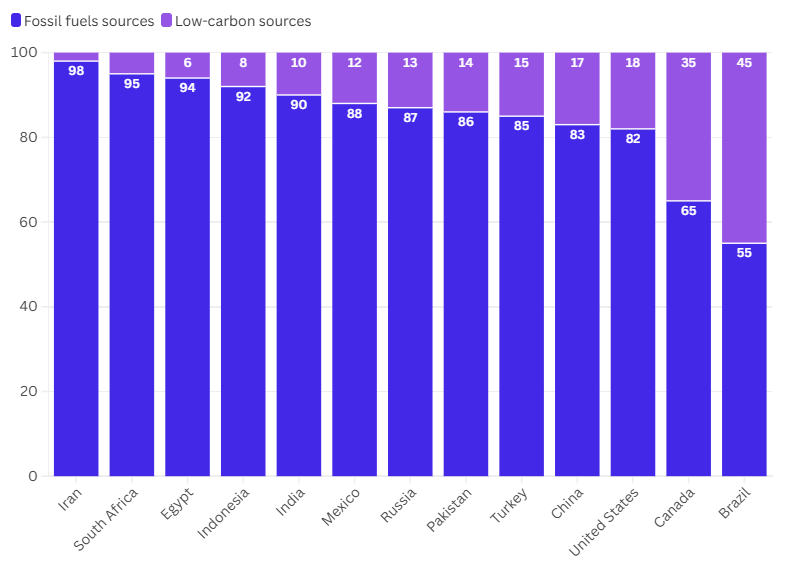 Fossil fuels sources Low-carbon sources
100
80
60
40
20
0
6 8 10 12 13 14 15 17 18 35 45
98 95 94 92 90 88 87 86 85 83 82 65 55
Iran South Africa Egypt Indonesia India Mexico Russia Pakistan Turkey China United States Canada Brazil